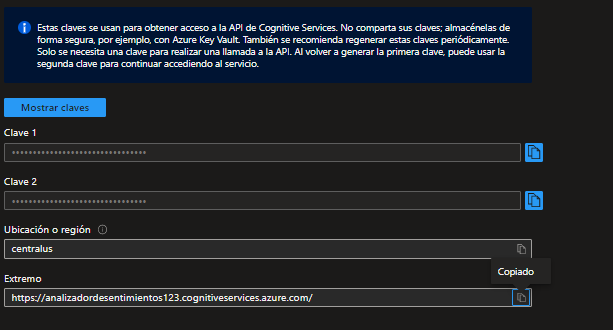 Estas claves se usan para obtener acceso a la API de Cognitive Services. No comparta sus claves; almacénelas de
forma segura, por ejemplo, con Azure Key Vault. También se recomienda regenerar estas claves periódicamente.
Solo se necesita una clave para realizar una llamada a la API. Al volver a generar la primera clave, puede usar la
segunda clave para continuar accediendo al servicio.
Mostrar claves
Clave 1
••••••••••••••••••••••••••••••••
Clave 2
••••••••••••••••••••••••••••••••
Ubicación o región
centralus
Extremo
Copiado
https://analizadordesentimientos123.cognitiveservices.azure.com/